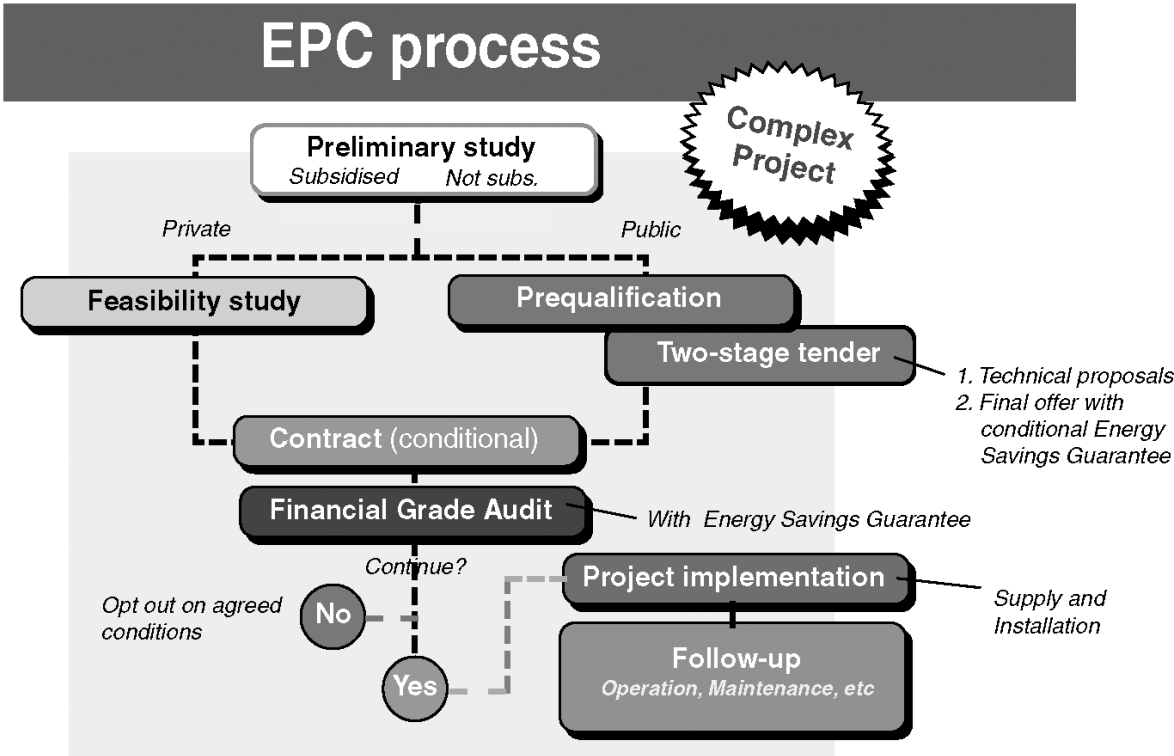 EPC process
Complex
Project
Preliminary study
Subsidised Not subs.
Private
Public
Feasibility study
Prequalification
Two-stage tender
1. Technical proposals
2. Final offer with
conditional Energy
Savings Guarantee
Contract (conditional)
Financial Grade Audit
With Energy Savings Guarantee
Continue?
Project implementation
Supply and
Installation
Opt out on agreed
conditions
No
Yes
Follow-up
Operation, Maintenance, etc